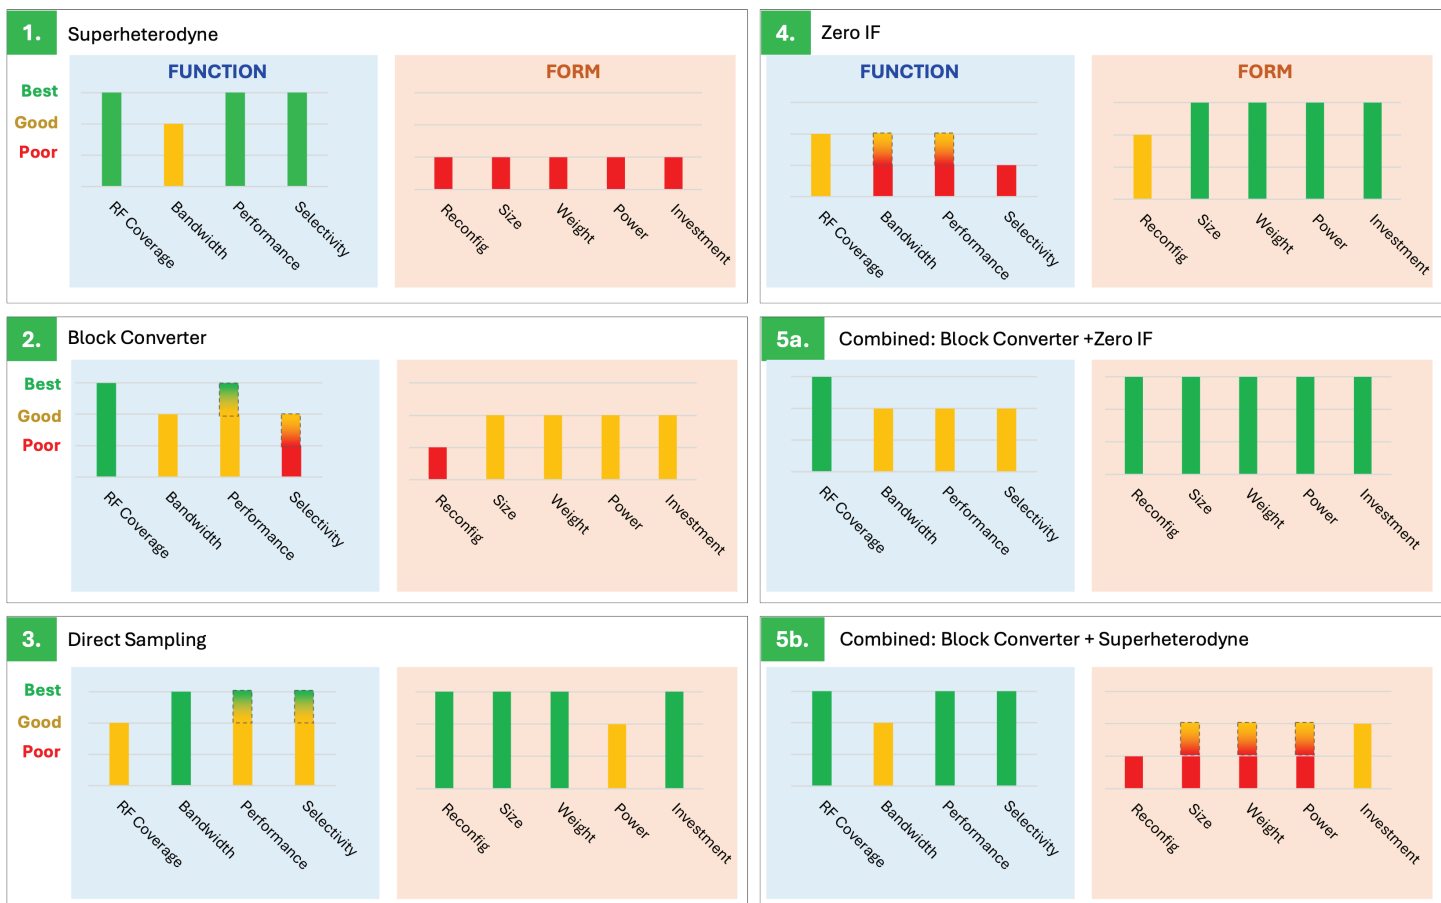 1.
Superheterodyne
FUNCTION
FORM
Best
Good
Poor
RF Coverage
Bandwidth
Performance
Selectivity
Reconfig
Size
Weight
Power
Investment
4.
Zero IF
FUNCTION
FORM
RF Coverage
Bandwidth
Performance
Selectivity
Reconfig
Size
Weight
Power
Investment
2.
Block Converter
Best
Good
Poor
RF Coverage
Bandwidth
Performance
Selectivity
Reconfig
Size
Weight
Power
Investment
5a.
Combined: Block Converter +Zero IF
RF Coverage
Bandwidth
Performance
Selectivity
Reconfig
Size
Weight
Power
Investment
3.
Direct Sampling
Best
Good
Poor
RF Coverage
Bandwidth
Performance
Selectivity
Reconfig
Size
Weight
Power
Investment
5b.
Combined: Block Converter + Superheterodyne
RF Coverage
Bandwidth
Performance
Selectivity
Reconfig
Size
Weight
Power
Investment